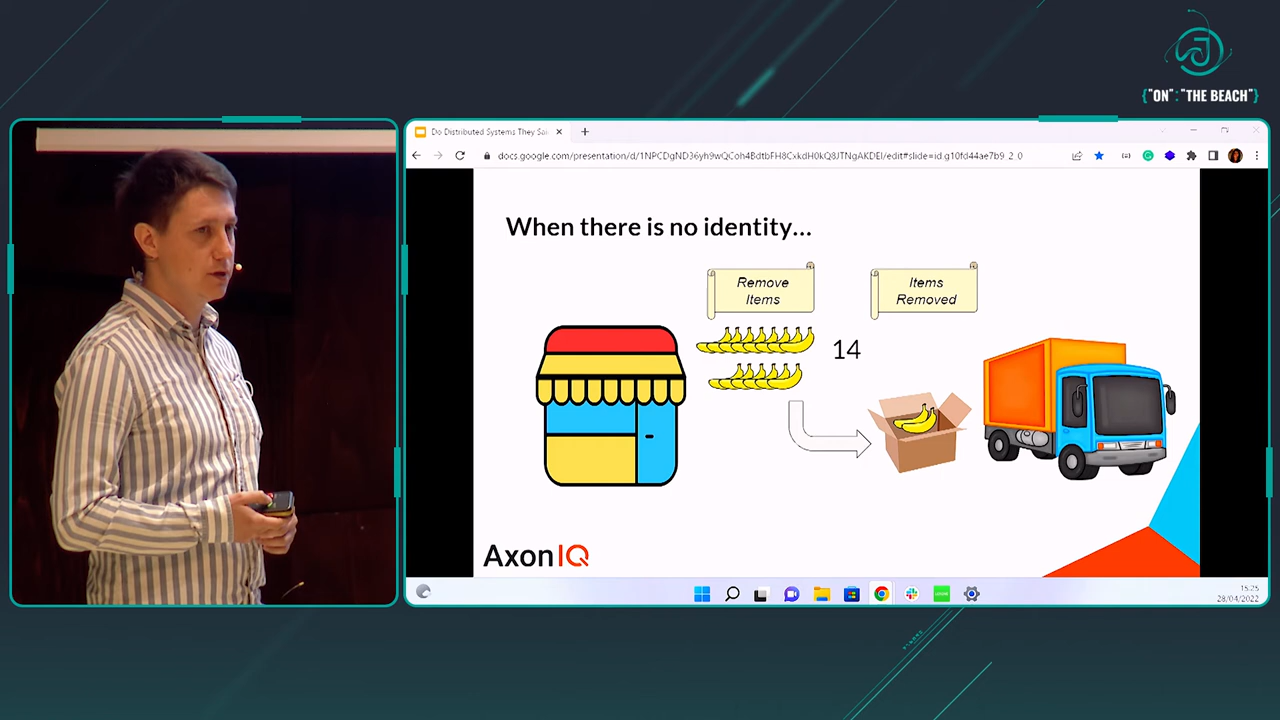 {"ON":"THE BEACH"}
Do Distributed Systems They Sai
docs.google.com/presentation/d/1NPCDgND36yh9wQCoh4BdtbFH8CxkdH0kQ8JTNgAKDEI/edit#slide=id.g10fd44ae7b9_2_0
When there is no identity...
Remove
Items
Items
Removed
14
AxonIQ
15:25
28/04/2022